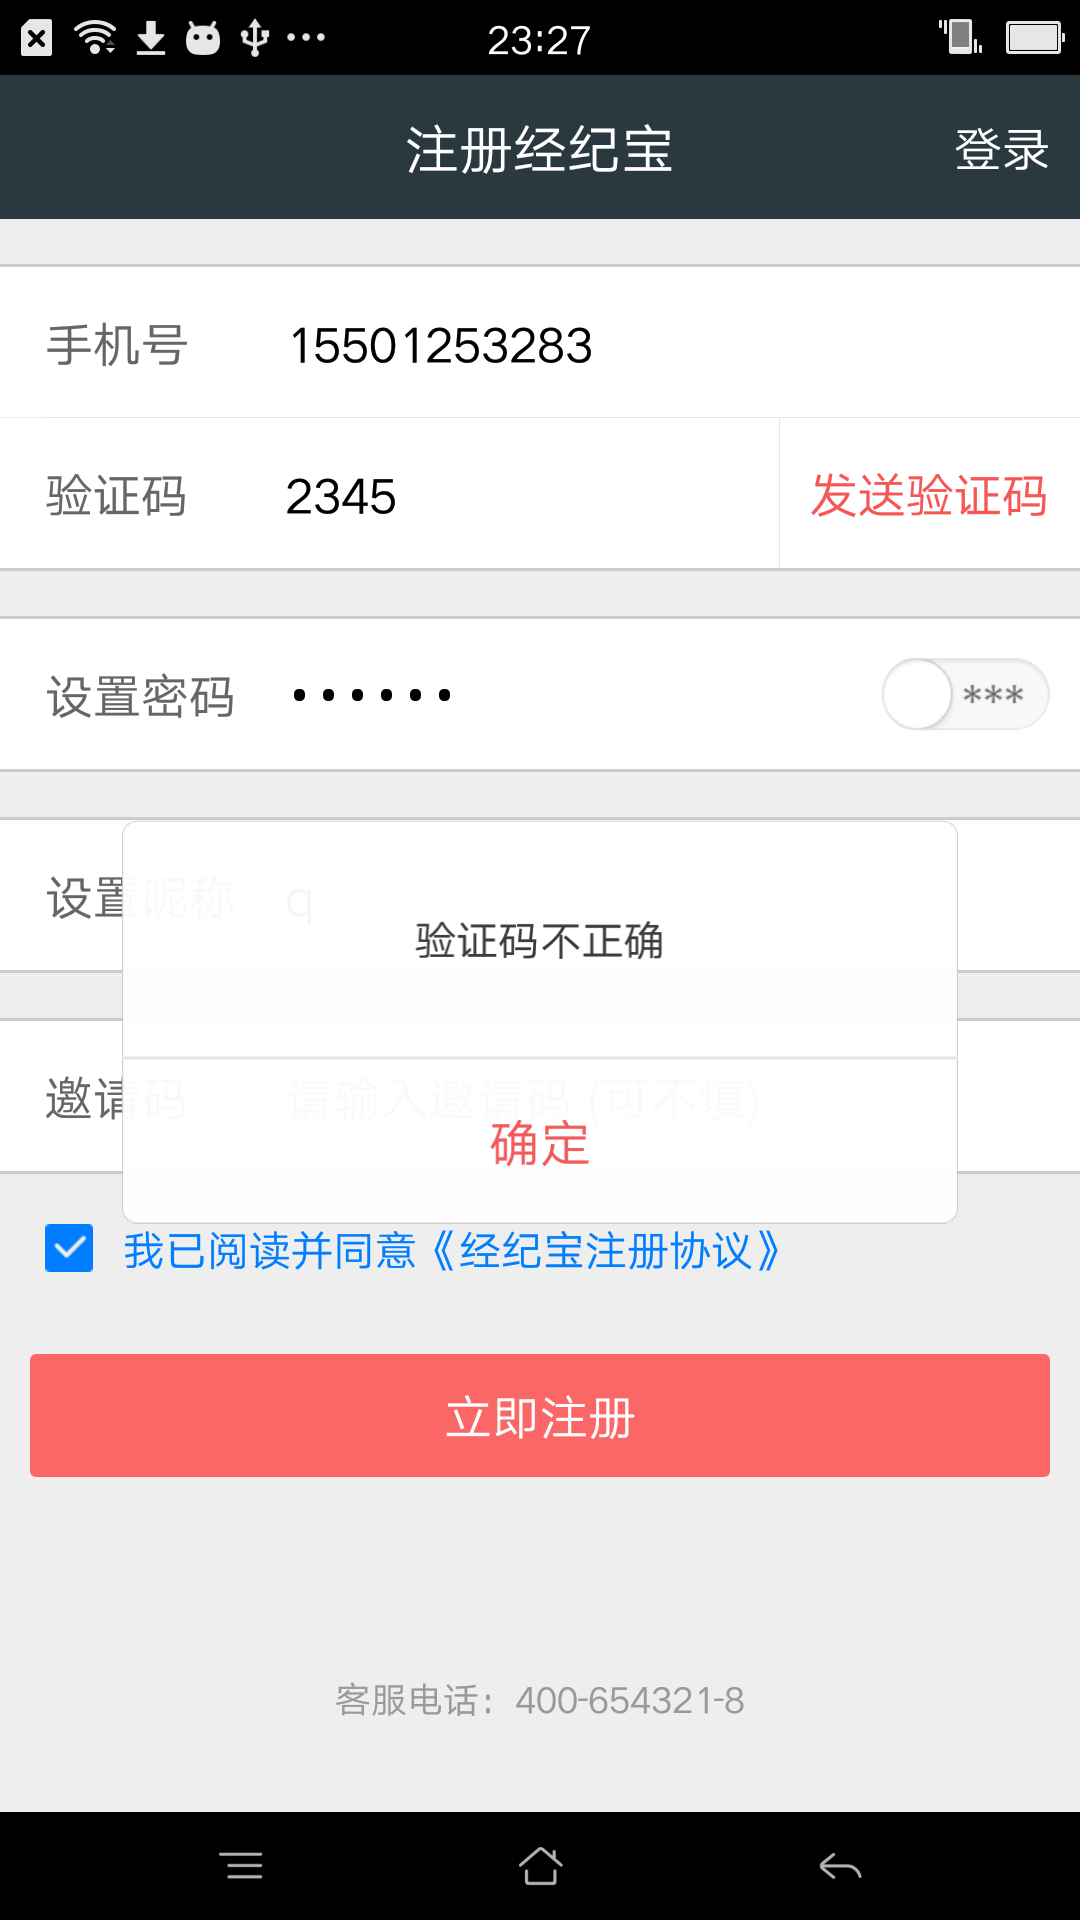 23:27
注册经纪宝
登录
手机号 15501253283
验证码 2345 发送验证码
设置密码 •••••• ***
设置昵称 q
验证码不正确
邀请码 请输入邀请码 (可不填)
确定
我已阅读并同意《经纪宝注册协议》
立即注册
客服电话：400-654321-8